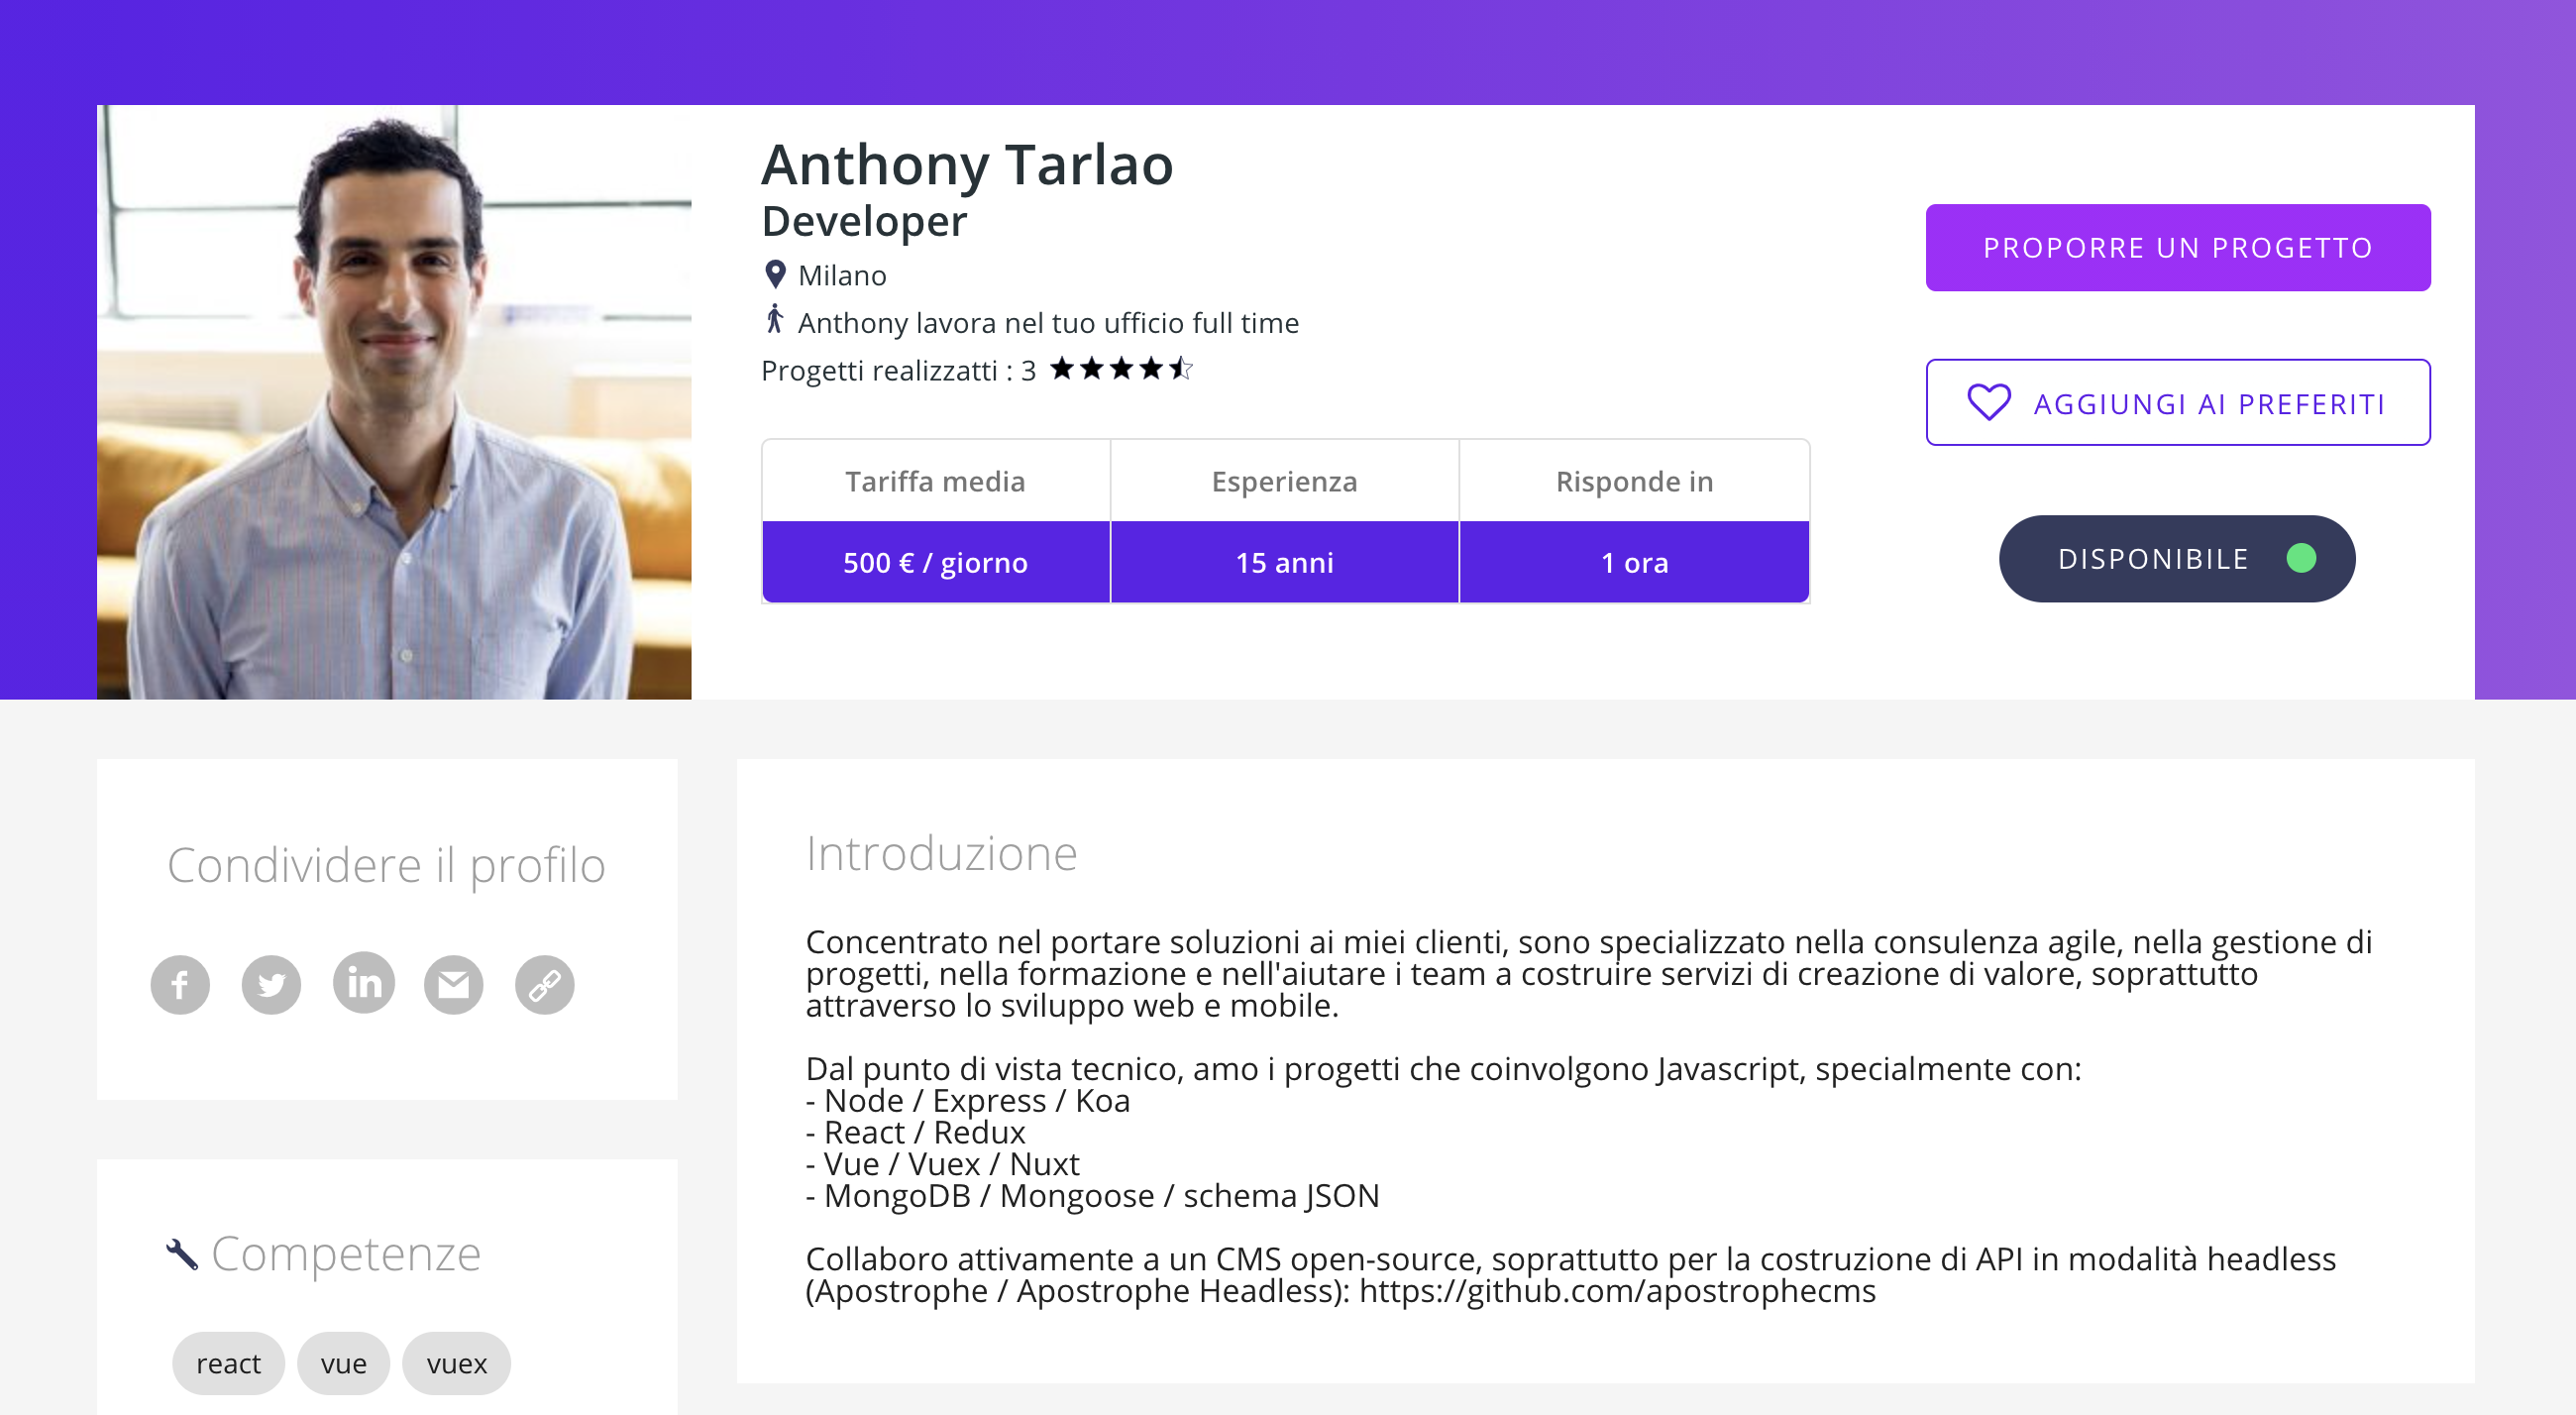 Anthony Tarlao
Developer
Milano
Anthony lavora nel tuo ufficio full time
Progetti realizzatti : 3
Tariffa media Esperienza Risponde in
500 € / giorno 15 anni 1 ora
PROPORRE UN PROGETTO
AGGIUNGI AI PREFERITI
DISPONIBILE
Condividere il profilo
f in
Competenze
react vue vuex
Introduzione
Concentrato nel portare soluzioni ai miei clienti, sono specializzato nella consulenza agile, nella gestione di
progetti, nella formazione e nell'aiutare i team a costruire servizi di creazione di valore, soprattutto
attraverso lo sviluppo web e mobile.
Dal punto di vista tecnico, amo i progetti che coinvolgono Javascript, specialmente con:
- Node / Express / Koa
- React / Redux
- Vue / Vuex / Nuxt
- MongoDB / Mongoose / schema JSON
Collaboro attivamente a un CMS open-source, soprattutto per la costruzione di API in modalità headless
(Apostrophe / Apostrophe Headless): https://github.com/apostrophecms